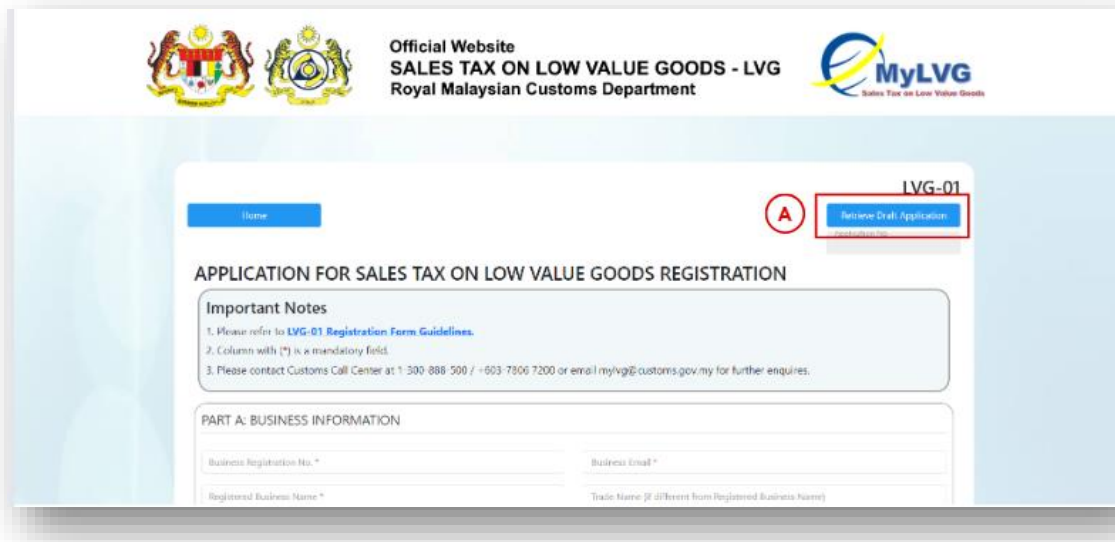 Official Website
SALES TAX ON LOW VALUE GOODS - LVG
Royal Malaysian Customs Department
MyLVG
Sales Tax on Low Value Goods
LVG-01
Home
A
Retrieve Draft Application
Application No.
APPLICATION FOR SALES TAX ON LOW VALUE GOODS REGISTRATION
Important Notes
1. Please refer to LVG-01 Registration Form Guidelines.
2. Column with (*) is a mandatory field.
3. Please contact Customs Call Center at 1-300-888-500 / +603-7806 7200 or email mylvg@customs.gov.my for further enquires.
PART A: BUSINESS INFORMATION
Business Registration No. *
Business Email *
Registered Business Name *
Trade Name (if different from Registered Business Name)